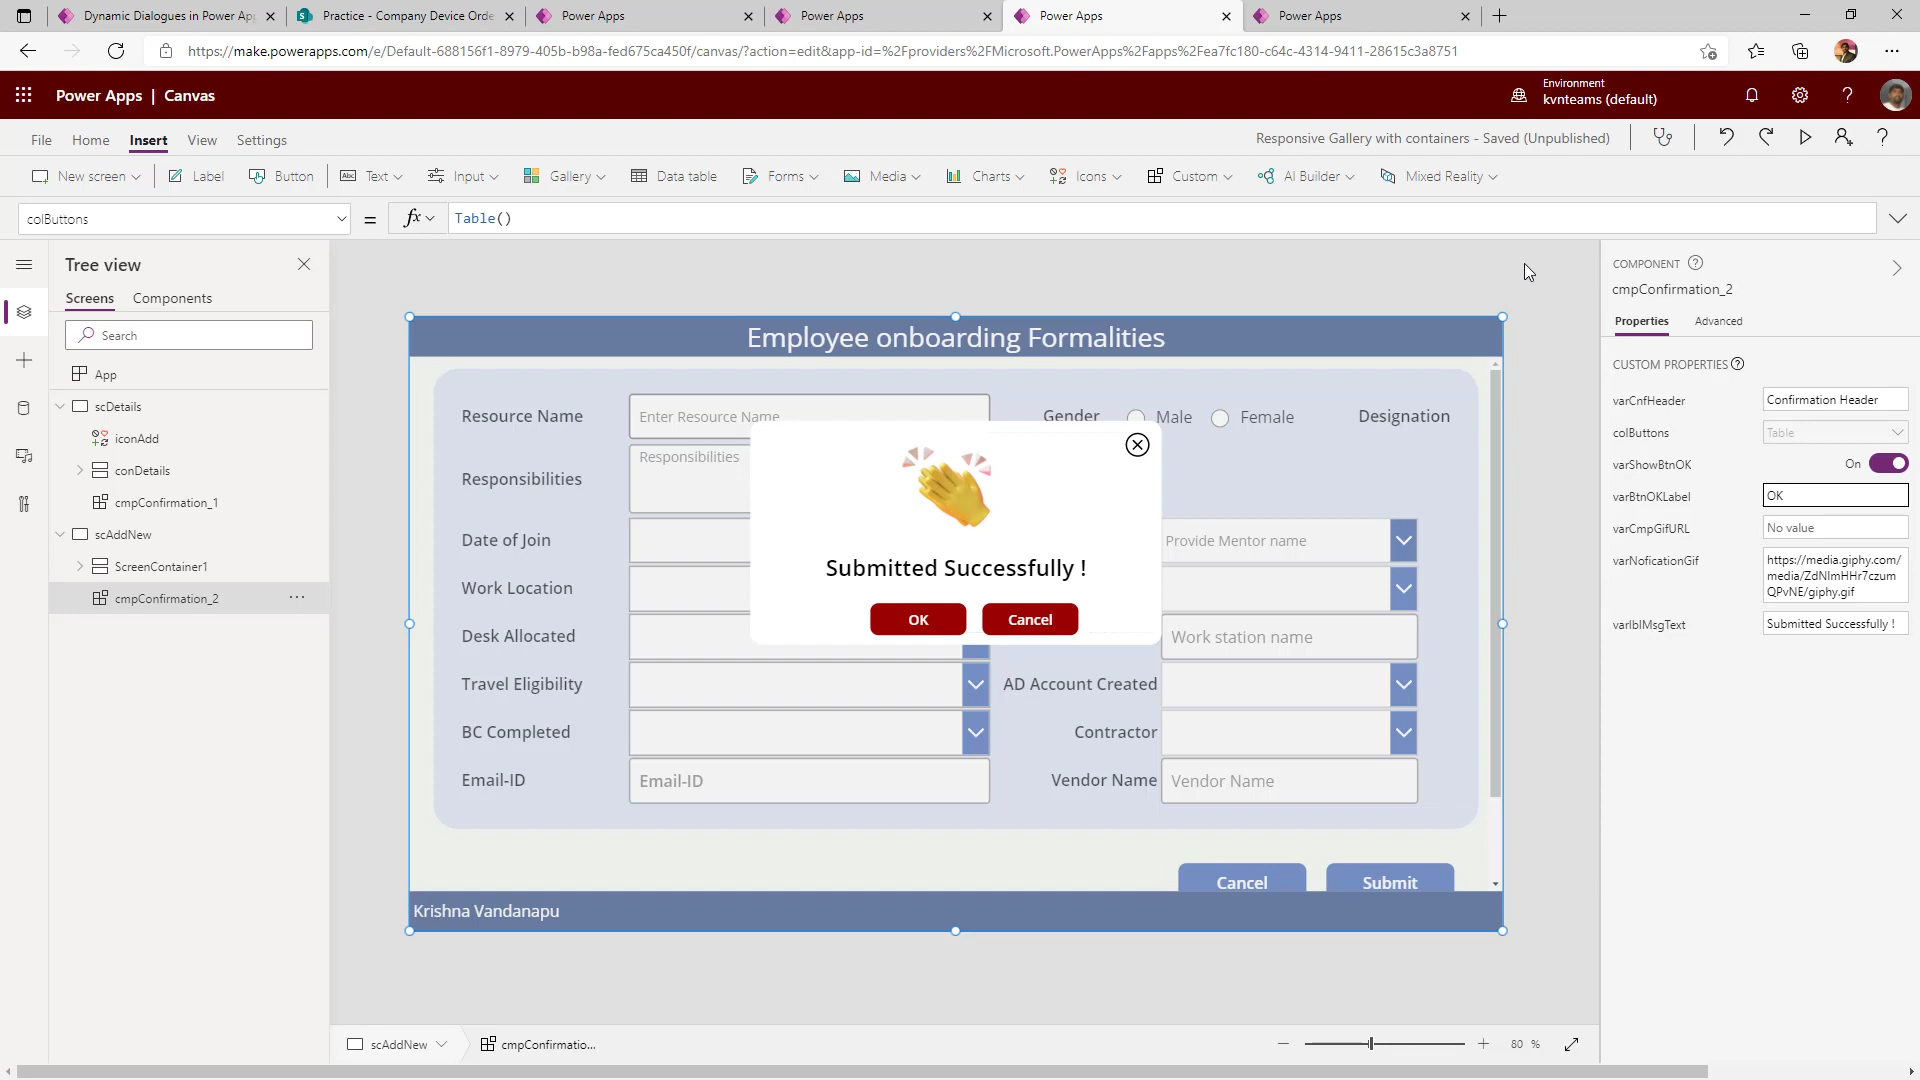 Dynamic Dialogues in Power App
Practice - Company Device Orde
Power Apps
Power Apps
Power Apps
Power Apps
https://make.powerapps.com/e/Default-688156f1-8979-405b-b98a-fed675ca450f/canvas/?action=edit&app-id=%2Fproviders%2FMicrosoft.PowerApps%2Fapps%2Fea7fc180-c64c-4314-9411-28615c3a8751
Power Apps | Canvas
Environment
kvnteams (default)
File
Home
Insert
View
Settings
Responsive Gallery with containers - Saved (Unpublished)
New screen
Label
Button
Text
Input
Gallery
Data table
Forms
Media
Charts
Icons
Custom
AI Builder
Mixed Reality
colButtons
=
fx
Table()
Tree view
Screens
Components
Search
App
scDetails
iconAdd
conDetails
cmpConfirmation_1
scAddNew
ScreenContainer1
cmpConfirmation_2
Employee onboarding Formalities
Resource Name
Enter Resource Name
Gender
Male
Female
Designation
Responsibilities
Responsibilities
Date of Join
Provide Mentor name
Work Location
Desk Allocated
Work station name
Travel Eligibility
AD Account Created
BC Completed
Contractor
Email-ID
Email-ID
Vendor Name
Vendor Name
Submitted Successfully !
OK
Cancel
Cancel
Submit
Krishna Vandanapu
COMPONENT
cmpConfirmation_2
Properties
Advanced
CUSTOM PROPERTIES
varCnfHeader
Confirmation Header
colButtons
Table
varShowBtnOK
On
varBtnOKLabel
OK
varCmpGifURL
No value
varNoficationGif
https://media.giphy.com/
media/ZdNlmHHr7czum
QPvNE/giphy.gif
varlblMsgText
Submitted Successfully !
scAddNew
cmpConfirmatio...
80 %